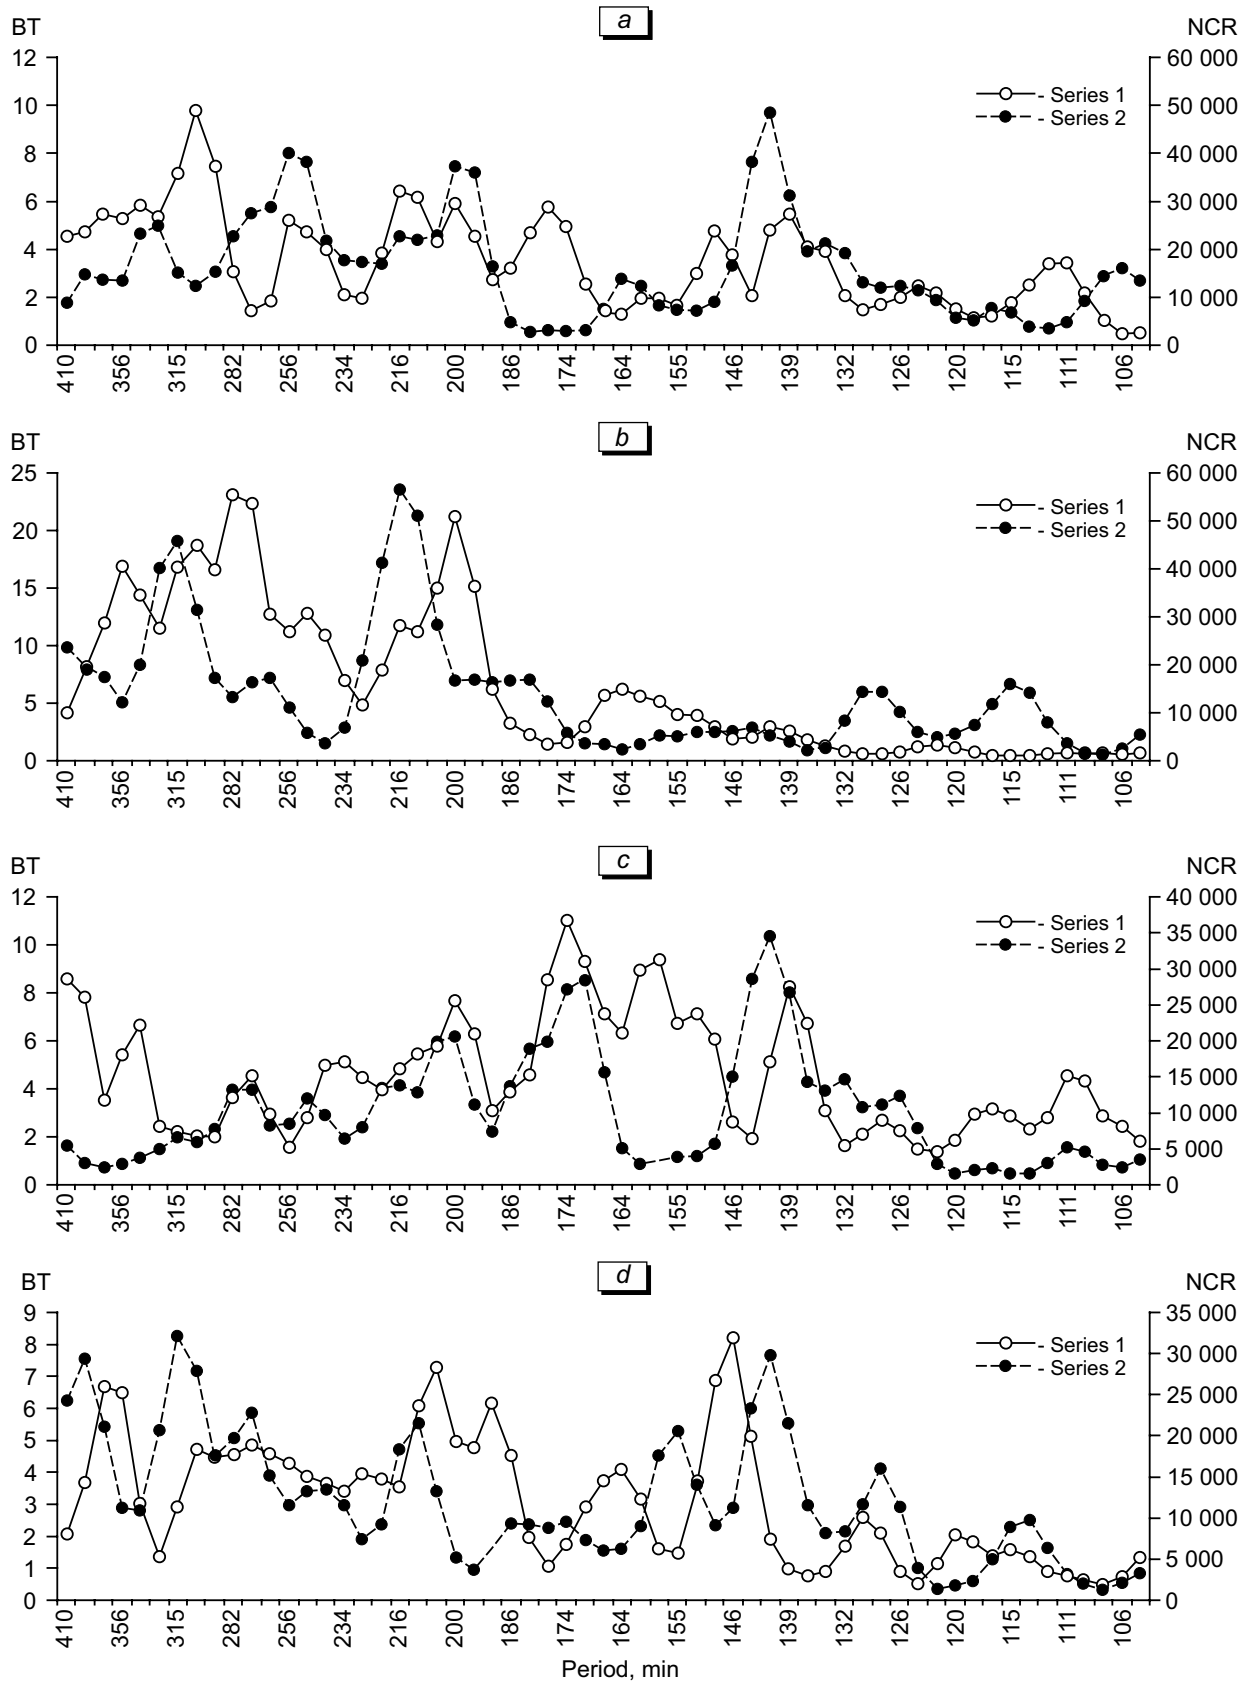 a
BT NCR
12 60 000
10 50 000
8 40 000
6 30 000
4 20 000
2 10 000
0 0
- Series 1
- Series 2
410 356 315 282 256 234 216 200 186 174 164 155 146 139 132 126 120 115 111 106
b
BT NCR
25 60 000
20 50 000
15 40 000
10 30 000
5 20 000
0 10 000
0
- Series 1
- Series 2
410 356 315 282 256 234 216 200 186 174 164 155 146 139 132 126 120 115 111 106
c
BT NCR
12 40 000
10 35 000
8 30 000
6 25 000
4 20 000
2 15 000
0 10 000
5 000
0
- Series 1
- Series 2
410 356 315 282 256 234 216 200 186 174 164 155 146 139 132 126 120 115 111 106
d
BT NCR
9 35 000
8 30 000
7 25 000
6 20 000
5 15 000
4 10 000
3 5 000
2 0
1
0
- Series 1
- Series 2
410 356 315 282 256 234 216 200 186 174 164 155 146 139 132 126 120 115 111 106
Period, min